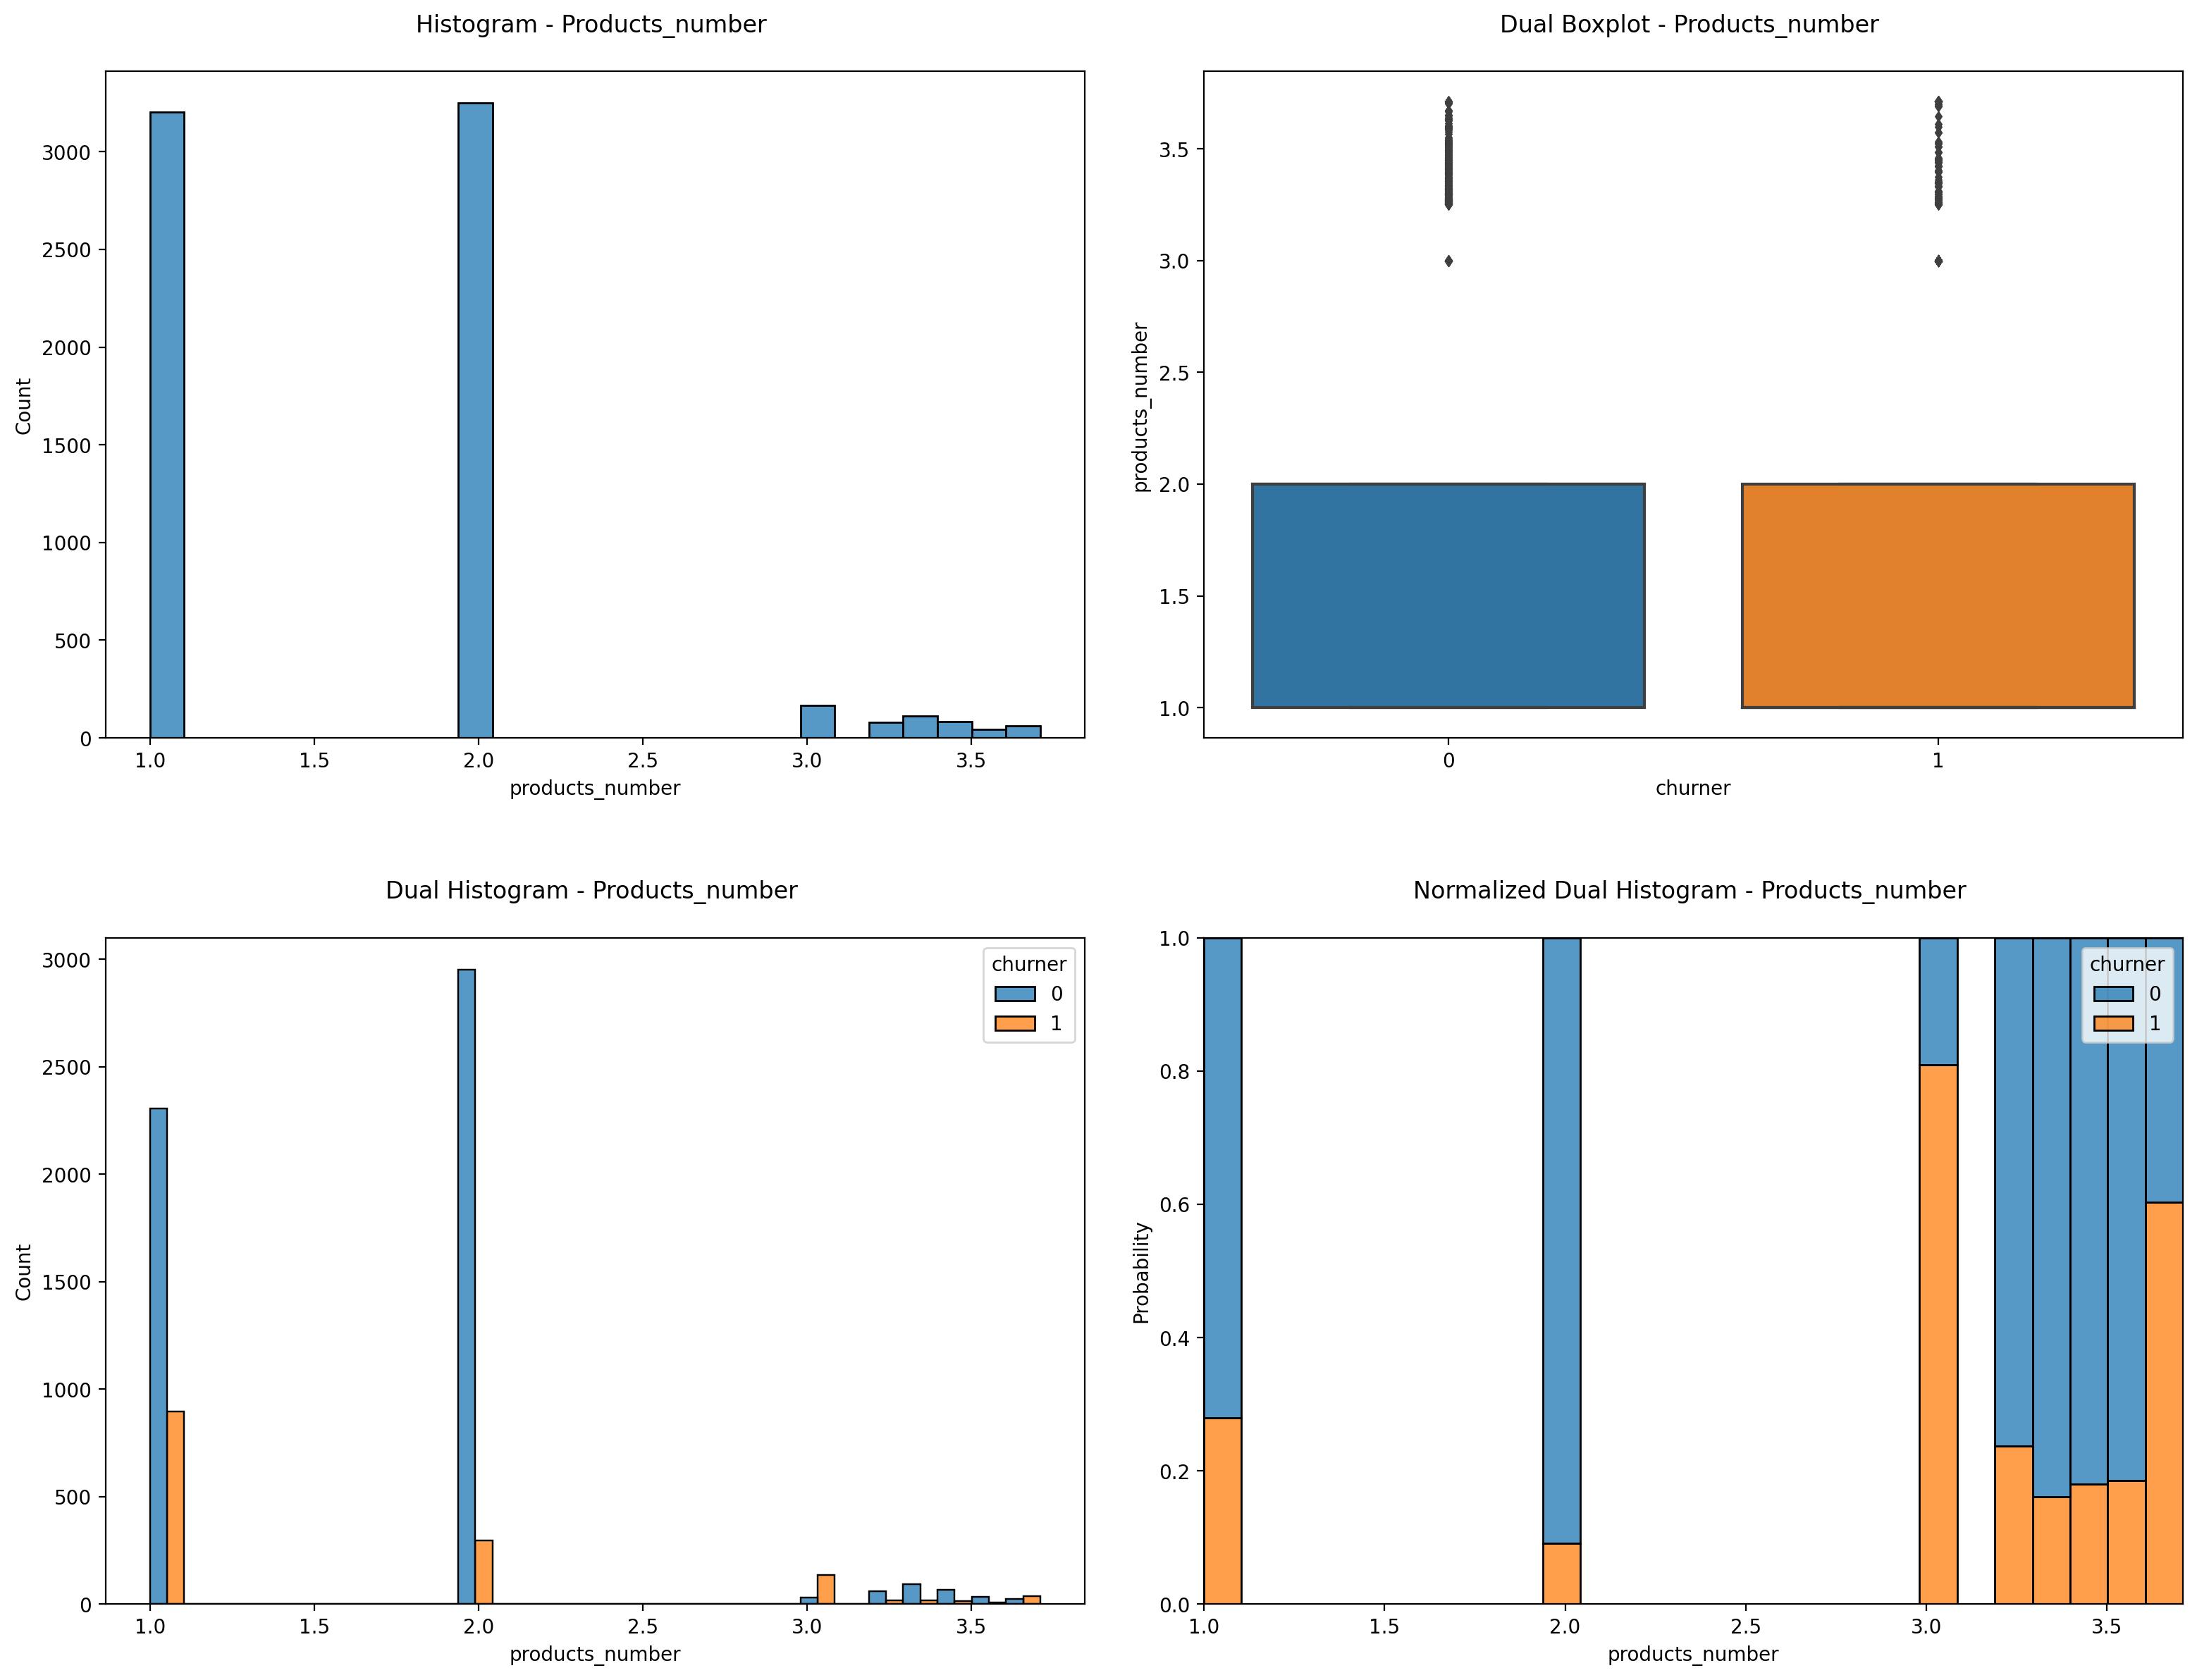 Histogram - Products_number
Count
3000
2500
2000
1500
1000
500
0
1.0 1.5 2.0 2.5 3.0 3.5
products_number
Dual Boxplot - Products_number
products_number
3.5
3.0
2.5
2.0
1.5
1.0
0 1
churner
Dual Histogram - Products_number
Count
3000
2500
2000
1500
1000
500
0
churner
0
1
1.0 1.5 2.0 2.5 3.0 3.5
products_number
Normalized Dual Histogram - Products_number
Probability
1.0
0.8
0.6
0.4
0.2
0.0
churner
0
1
1.0 1.5 2.0 2.5 3.0 3.5
products_number